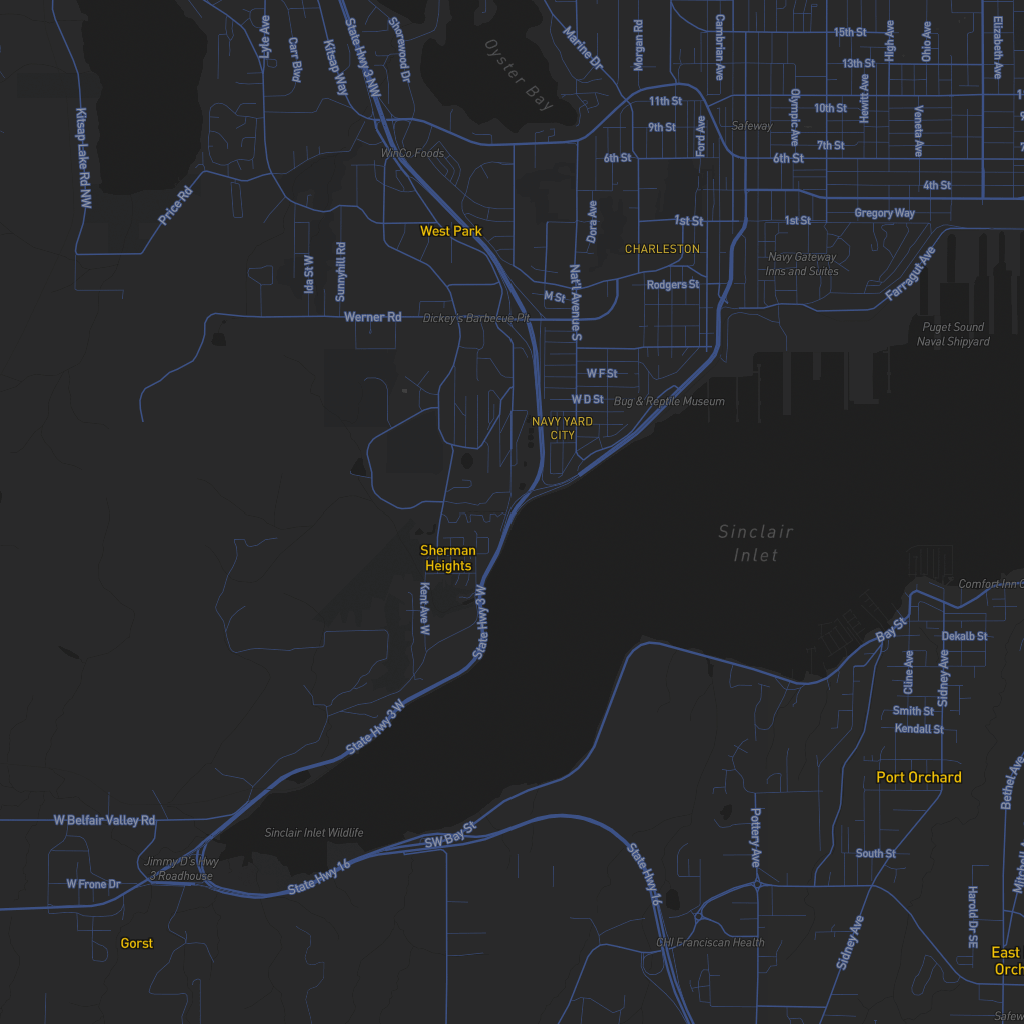 Lyle Ave
Carr Blvd
Kitsap Way
State Hwy 3 NW
Shorewood Dr
Oyster Bay
Marine Dr
Morgan Rd
Cambrian Ave
15th St
High Ave
Ohio Ave
Elizabeth Ave
13th St
Kitsap Lake Rd NW
11th St
Olympic Ave
10th St
Hewitt Ave
Veneta Ave
9th St
Ford Ave
Safeway
7th St
WinCo Foods
6th St
6th St
4th St
Price Rd
Dora Ave
1st St
1st St
Gregory Way
West Park
CHARLESTON
Navy Gateway
Inns and Suites
Farragut Ave
Ida St W
Sunnyhill Rd
Nat'l Avenue S
M St
Rodgers St
Werner Rd
Dickey's Barbecue Pit
Puget Sound
Naval Shipyard
W F St
W D St
Bug & Reptile Museum
NAVY YARD
CITY
Sinclair
Inlet
Sherman
Heights
Kent Ave W
State Hwy 3 W
Comfort Inn
Bay St
Dekalb St
Cline Ave
Sidney Ave
Smith St
Kendall St
State Hwy 3 W
Port Orchard
Bethel Ave
W Belfair Valley Rd
Sinclair Inlet Wildlife
SW Bay St
Pottery Ave
South St
Jimmy D's Hwy
3 Roadhouse
W Frone Dr
State Hwy 16
State Hwy 16
Harold Dr SE
Sidney Ave
Gorst
CHI Franciscan Health
East